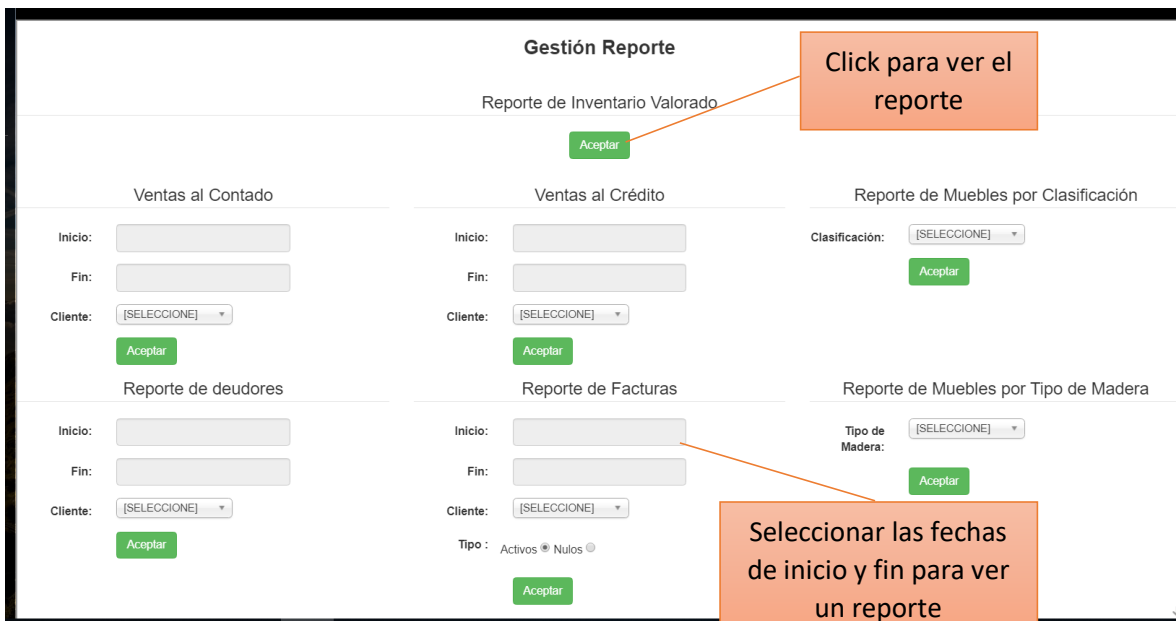 Gestión Reporte
Click para ver el
reporte
Reporte de Inventario Valorado
Aceptar
Ventas al Contado
Inicio:
Fin:
Cliente: [SELECCIONE]
Aceptar
Ventas al Crédito
Inicio:
Fin:
Cliente: [SELECCIONE]
Aceptar
Reporte de Muebles por Clasificación
Clasificación: [SELECCIONE]
Aceptar
Reporte de deudores
Inicio:
Fin:
Cliente: [SELECCIONE]
Aceptar
Reporte de Facturas
Inicio:
Fin:
Cliente: [SELECCIONE]
Tipo : Activos Nulos
Aceptar
Reporte de Muebles por Tipo de Madera
Tipo de [SELECCIONE]
Madera:
Aceptar
Seleccionar las fechas
de inicio y fin para ver
un reporte